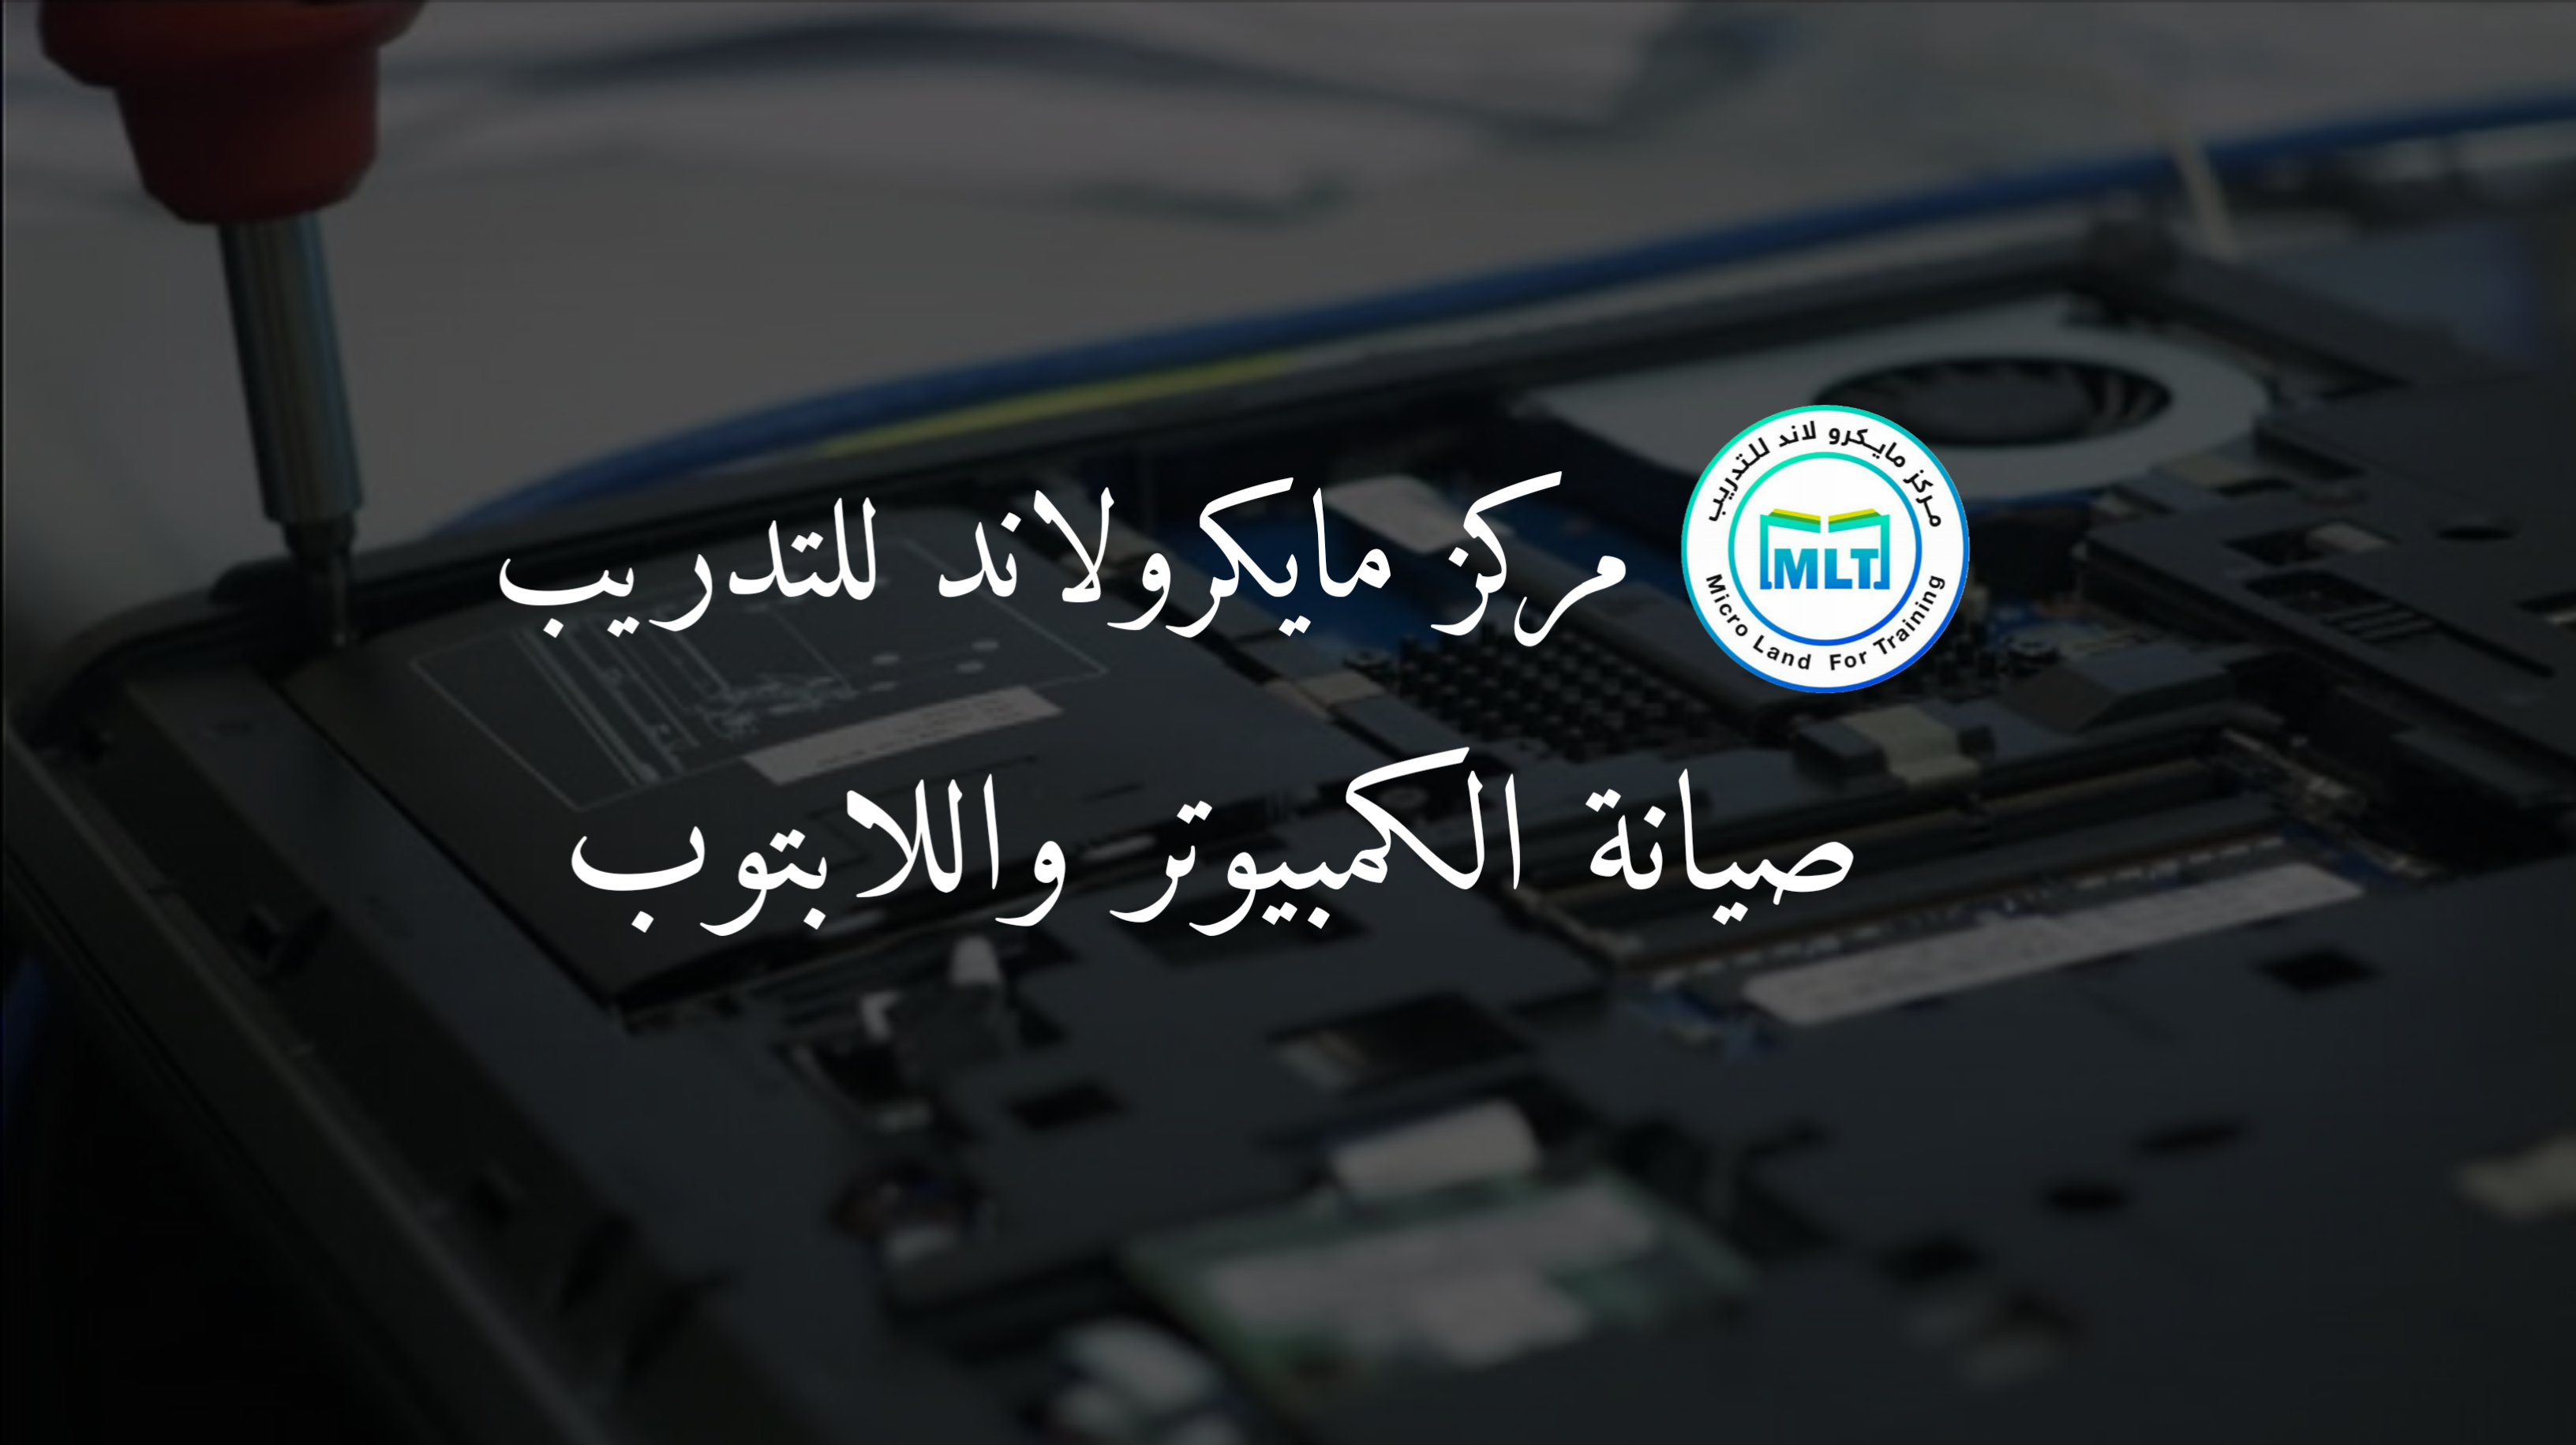 مركز مايكرو لاند للتدريب
MLT
Micro Land For Training
مركز مايكرولاند للتدريب
صيانة الكمبيوتر واللابتوب